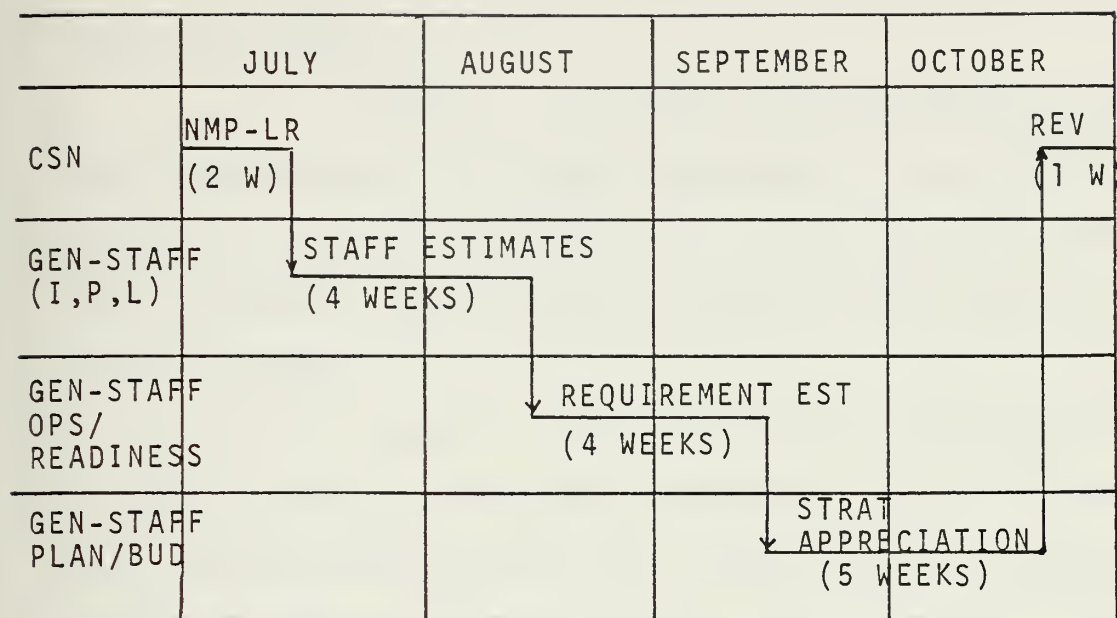 JULY AUGUST SEPTEMBER OCTOBER
CSN
NMP-LR
(2 W)
REV
(1 W
GEN-STAFF
(I,P,L)
STAFF ESTIMATES
(4 WEEKS)
GEN-STAFF
OPS/
READINESS
REQUIREMENT EST
(4 WEEKS)
GEN-STAFF
PLAN/BUD
STRAT
APPRECIATION
(5 WEEKS)